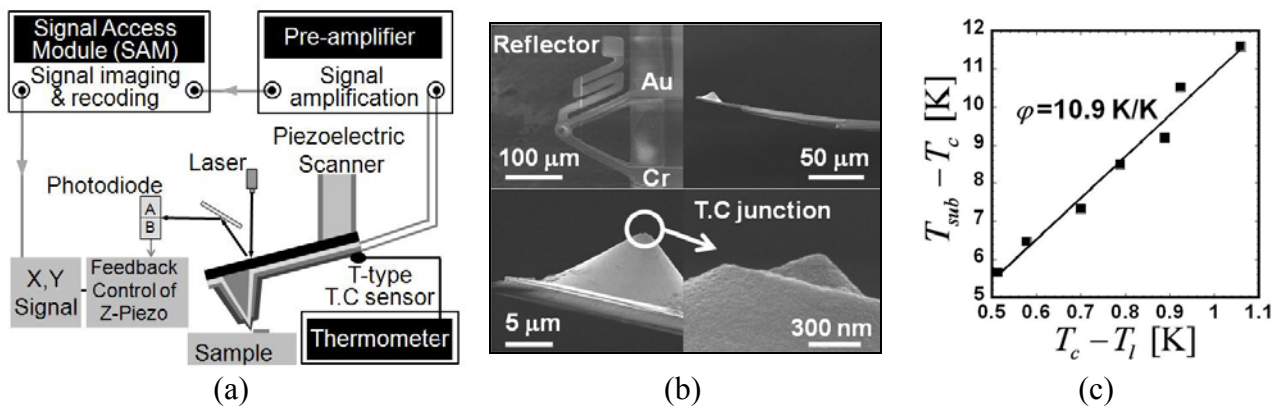 Signal Access
Module (SAM)
Signal imaging
& recoding
Pre-amplifier
Signal
amplification
Piezoelectric
Scanner
Laser
Photodiode
A
B
X,Y
Signal
Feedback
Control of
Z-Piezo
T-type
T.C sensor
Thermometer
Sample
(a)
Reflector
Au
100 μm
Cr
50 μm
T.C junction
5 μm
300 nm
(b)
12
11
10
9
8
7
6
5
T_sub − T_c [K]
φ=10.9 K/K
0.5 0.6 0.7 0.8 0.9 1 1.1
T_c − T_l [K]
(c)